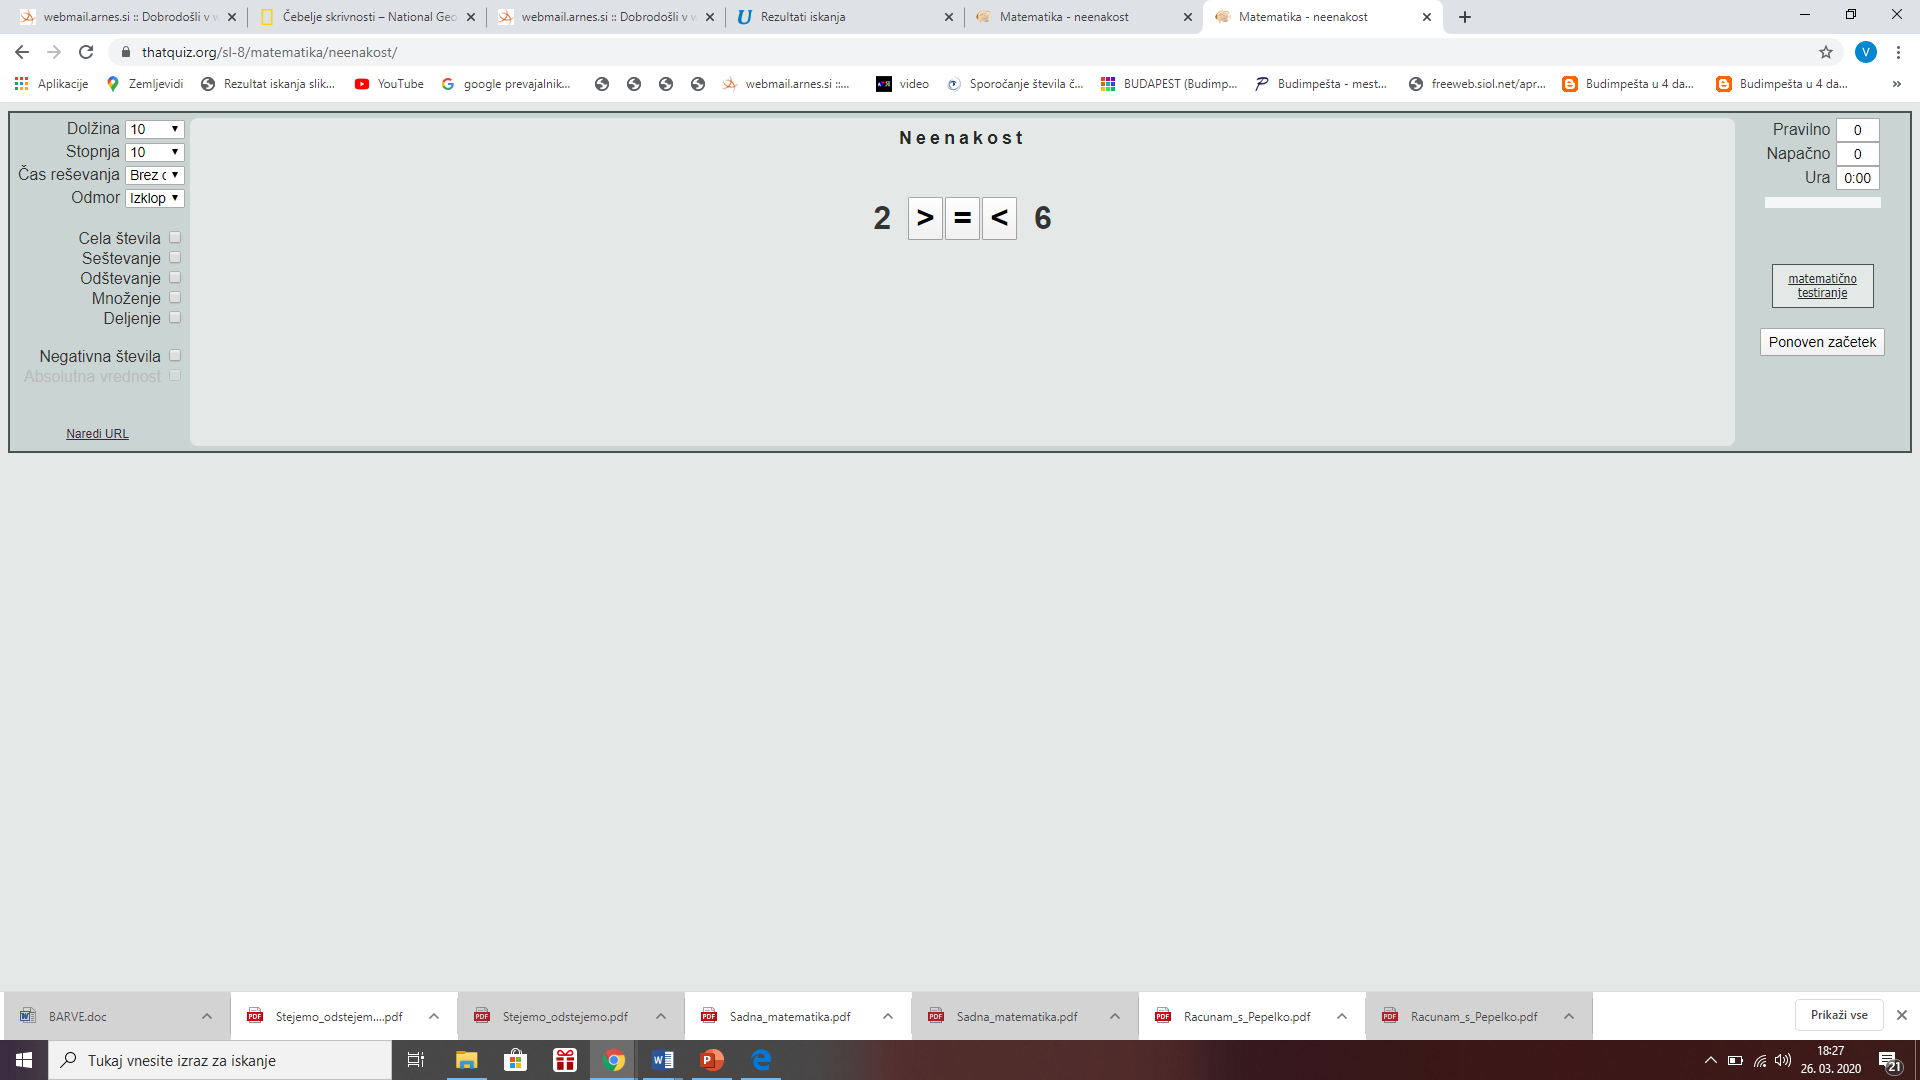 webmail.arnes.si :: Dobrodošli v w
Čebelje skrivnosti – National Geo
webmail.arnes.si :: Dobrodošli v w
Rezultati iskanja
Matematika - neenakost
Matematika - neenakost
thatquiz.org/sl-8/matematika/neenakost/
V
Aplikacije
Zemljevidi
Rezultat iskanja slik...
YouTube
google prevajalnik...
webmail.arnes.si ::...
video
Sporočanje števila č...
BUDAPEST (Budimp...
Budimpešta - mest...
freeweb.siol.net/apr...
Budimpešta u 4 da...
Budimpešta u 4 da...
»
Dolžina 10
Stopnja 10
Čas reševanja Brez
Odmor Izklop
Cela števila
Seštevanje
Odštevanje
Množenje
Deljenje
Negativna števila
Absolutna vrednost
Naredi URL
Neenakost
2 > = < 6
Pravilno 0
Napačno 0
Ura 0:00
matematično
testiranje
Ponoven začetek
BARVE.doc
Stejemo_odstejem....pdf
Stejemo_odstejemo.pdf
Sadna_matematika.pdf
Sadna_matematika.pdf
Racunam_s_Pepelko.pdf
Racunam_s_Pepelko.pdf
Prikaži vse
Tukaj vnesite izraz za iskanje
18:27
26. 03. 2020
21